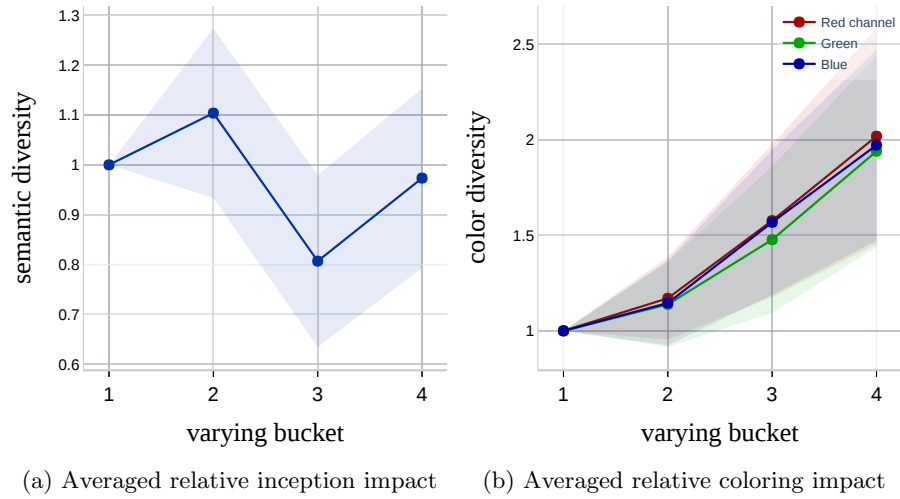 1.3
1.2
1.1
1
0.9
0.8
0.7
0.6
semantic diversity
1 2 3 4
varying bucket
(a) Averaged relative inception impact
Red channel
Green
Blue
2.5
2
1.5
1
color diversity
1 2 3 4
varying bucket
(b) Averaged relative coloring impact